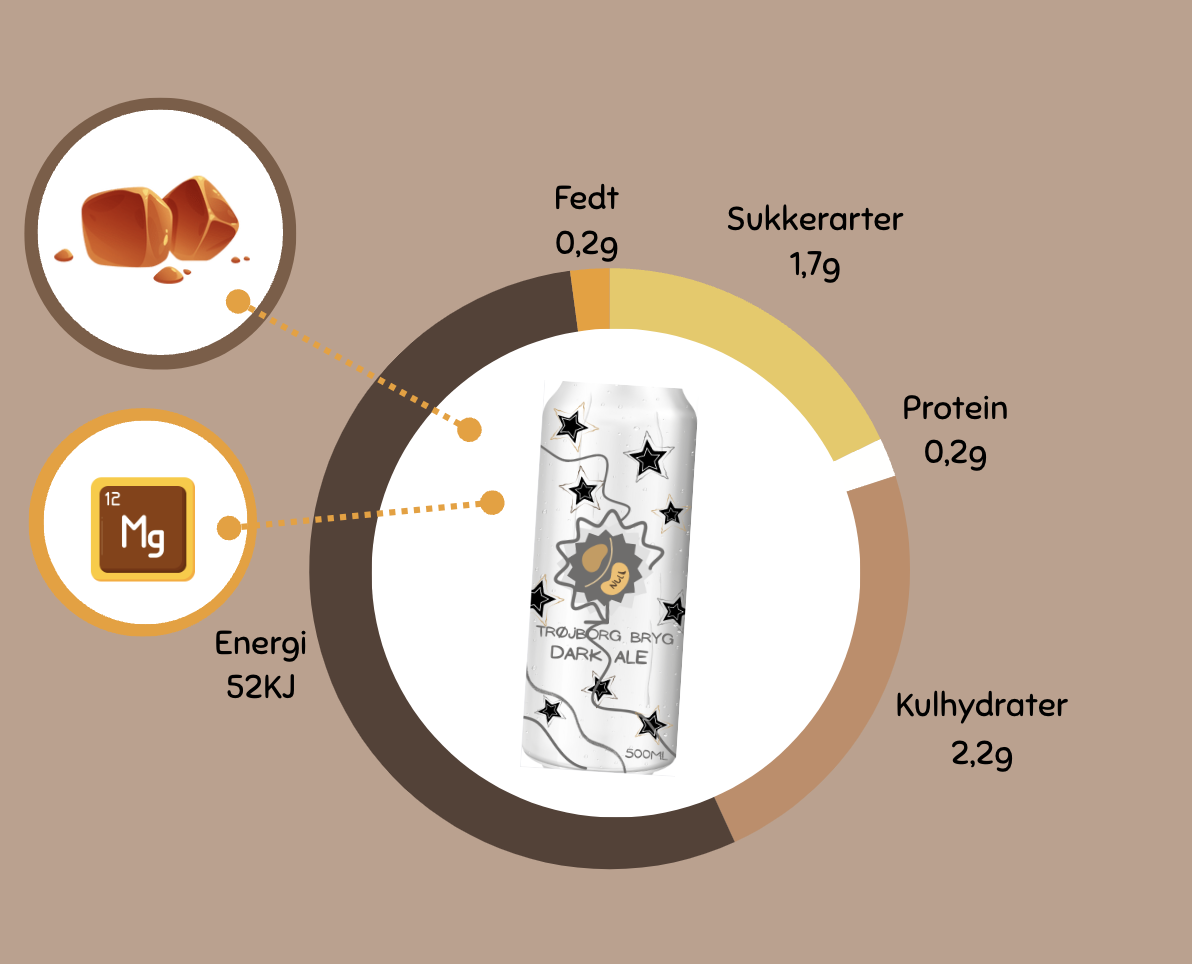 Fedt
0,2g
Sukkerarter
1,7g
Protein
0,2g
12
Mg
NULL
TRØJBORG BRYG
DARK ALE
500ML
Energi
52KJ
Kulhydrater
2,2g